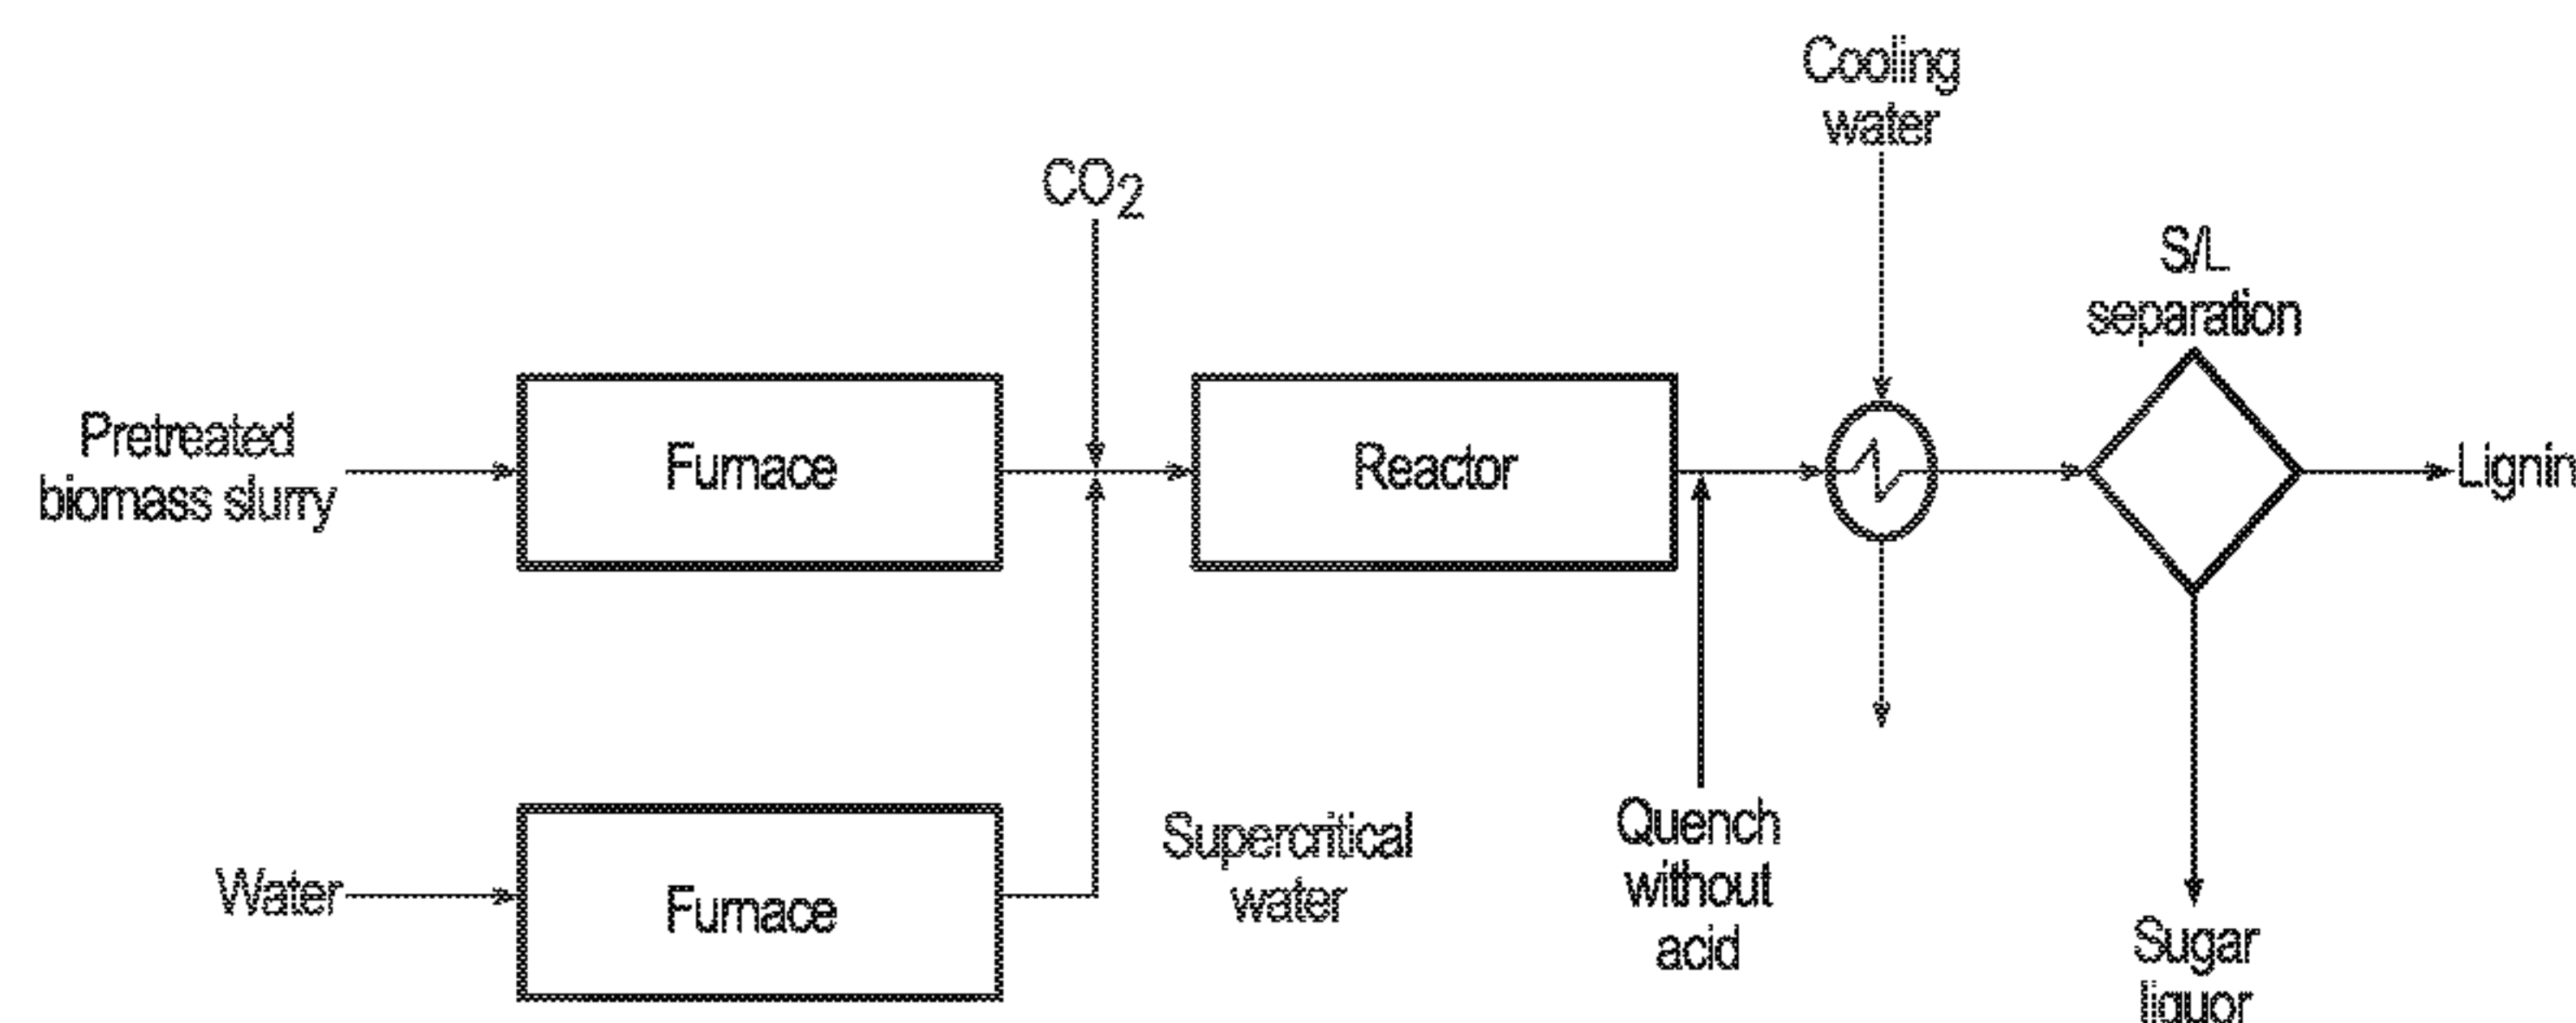 Cooling
water
CO2
S/L
separation
Pretreated
biomass slurry
Furnace
Reactor
Lignin
Water
Furnace
Supercritical
water
Quench
without
acid
Sugar
liquor